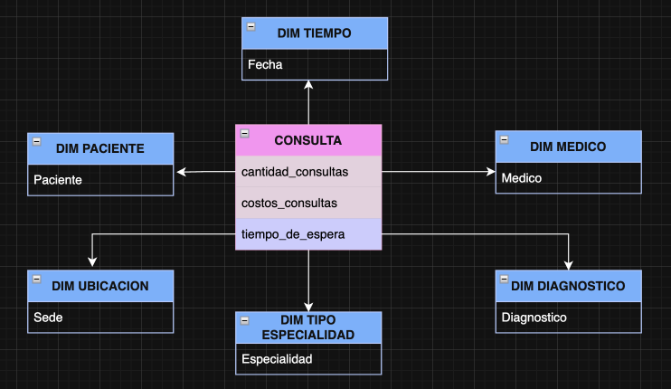 DIM TIEMPO
Fecha
DIM PACIENTE
Paciente
CONSULTA
cantidad_consultas
costos_consultas
tiempo_de_espera
DIM MEDICO
Medico
DIM UBICACION
Sede
DIM TIPO
ESPECIALIDAD
Especialidad
DIM DIAGNOSTICO
Diagnostico